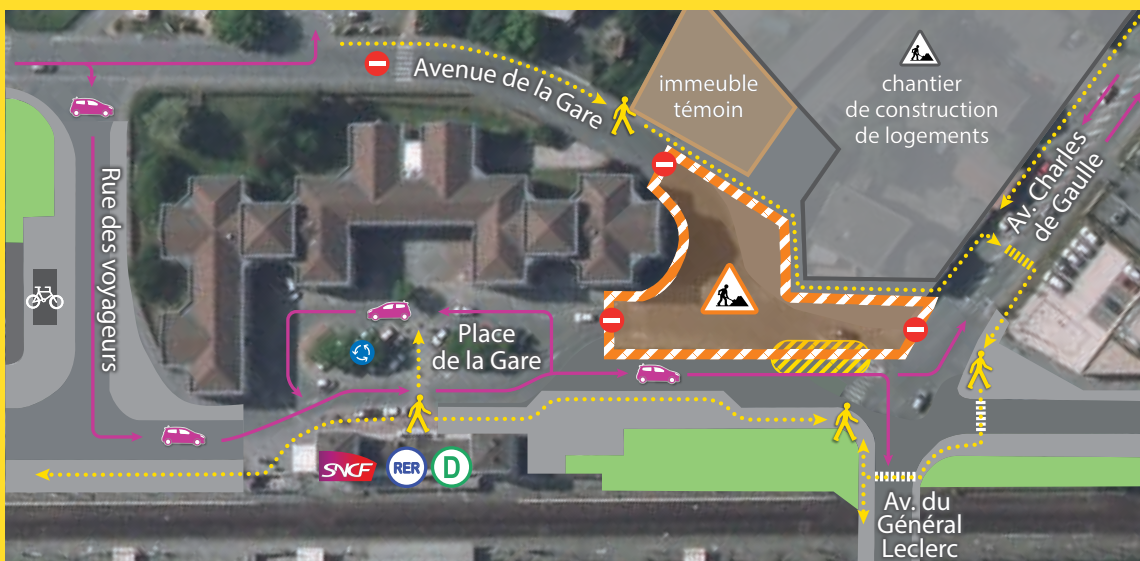 Avenue de la Gare
immeuble
témoin
chantier
de construction
de logements
Av. Charles
de Gaulle
Rue des voyageurs
Place
de la Gare
SNCF
RER
D
Av. du
Général
Leclerc